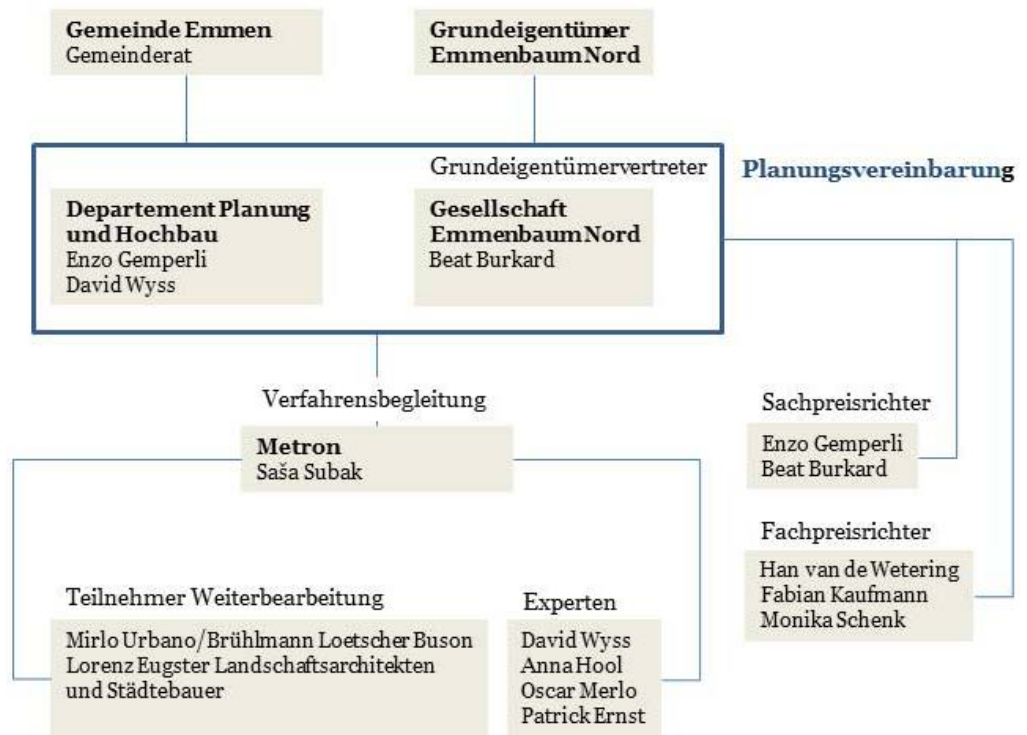 Gemeinde Emmen
Gemeinderat
Grundeigentümer
Emmenbaum Nord
Grundeigentümervertreter
Planungsvereinbarung
Departement Planung
und Hochbau
Enzo Gemperli
David Wyss
Gesellschaft
Emmenbaum Nord
Beat Burkard
Verfahrensbegleitung
Metron
Saša Subak
Sachpreisrichter
Enzo Gemperli
Beat Burkard
Fachpreisrichter
Han van de Wetering
Fabian Kaufmann
Monika Schenk
Teilnehmer Weiterbearbeitung
Mirlo Urbano/Brühlmann Loetscher Buson
Lorenz Eugster Landschaftsarchitekten
und Städtebauer
Experten
David Wyss
Anna Hool
Oscar Merlo
Patrick Ernst